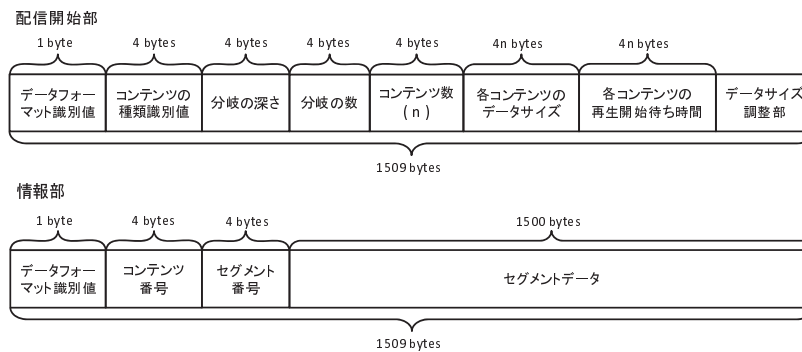 配信開始部
1 byte
4 bytes
4 bytes
4 bytes
4 bytes
4n bytes
4n bytes
データフォー
マット識別値
コンテンツの
種類識別値
分岐の深さ
分岐の数
コンテンツ数
( n )
各コンテンツの
データサイズ
各コンテンツの
再生開始待ち時間
データサイズ
調整部
1509 bytes
情報部
1 byte
4 bytes
4 bytes
1500 bytes
データフォー
マット識別値
コンテンツ
番号
セグメント
番号
セグメントデータ
1509 bytes